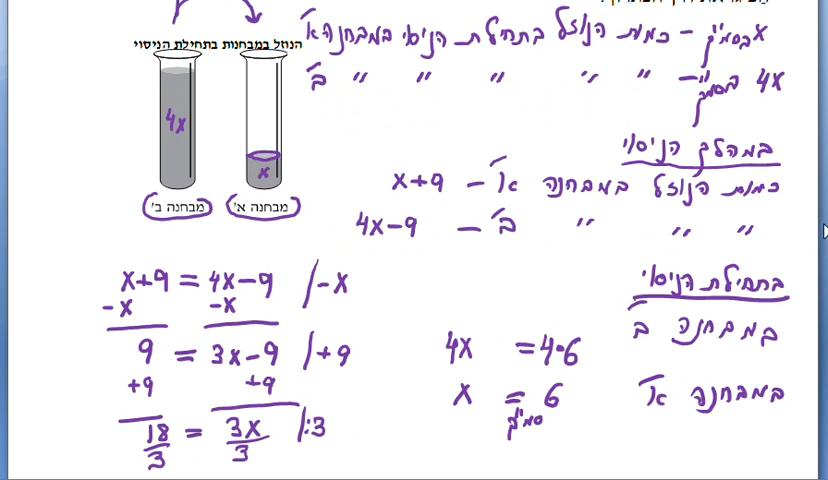 x בסמ"ק – כמות הנוזל בתחילת הניסוי במבחנה א'
4x בסמ"ק – " " " " " ב'
הנוזל במבחנות בתחילת הניסוי
4x
x
מבחנה ב'
מבחנה א'
במהלך הניסוי
כמות הנוזל במבחנה א' – x+9
" " " ב' – 4x-9
x+9 = 4x-9 /-x
-x -x
9 = 3x-9 /+9
+9 +9
18/3 = 3x/3 /:3
בתחילת הניסוי
במבחנה ב' 4x = 4·6
במבחנה א' x = 6
סמ"ק